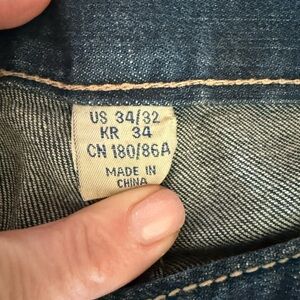 US 34/32
KR 34
CN 180/86A
MADE IN
CHINA